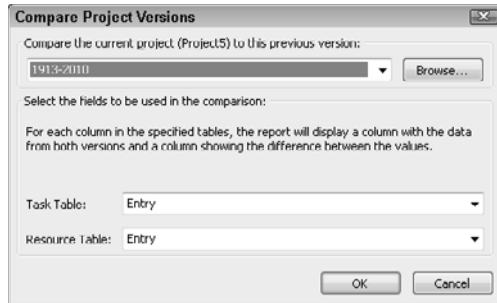 Compare Project Versions
Compare the current project (Project5) to this previous version:
1913-2010
Browse...
Select the fields to be used in the comparison:
For each column in the specified tables, the report will display a column with the data
from both versions and a column showing the difference between the values.
Task Table: Entry
Resource Table: Entry
OK Cancel